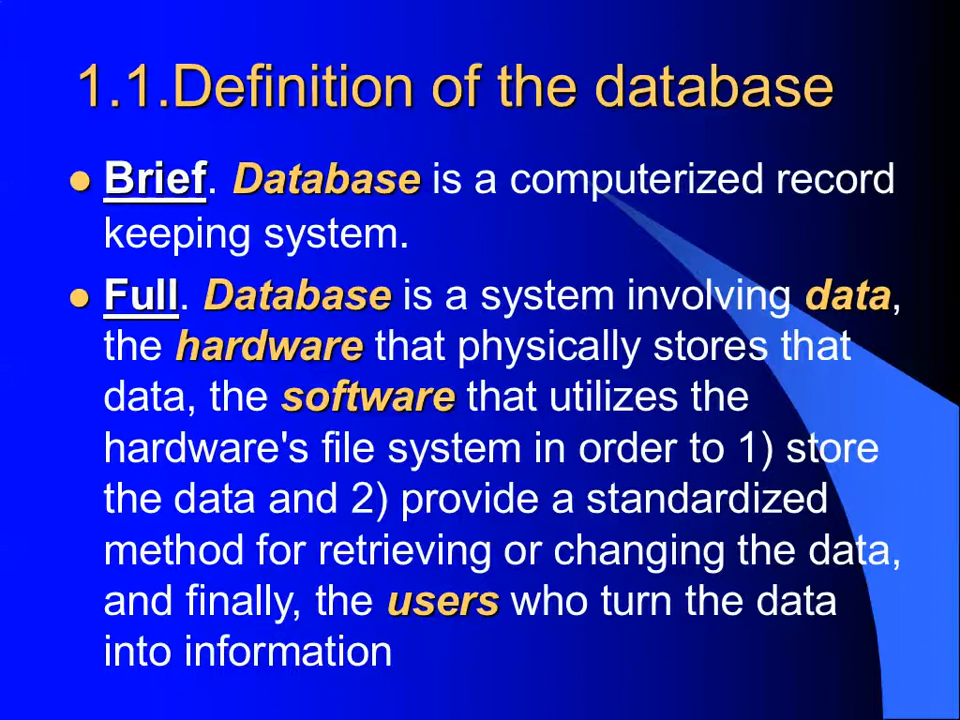 1.1.Definition of the database
Brief. Database is a computerized record
keeping system.
Full. Database is a system involving data,
the hardware that physically stores that
data, the software that utilizes the
hardware's file system in order to 1) store
the data and 2) provide a standardized
method for retrieving or changing the data,
and finally, the users who turn the data
into information